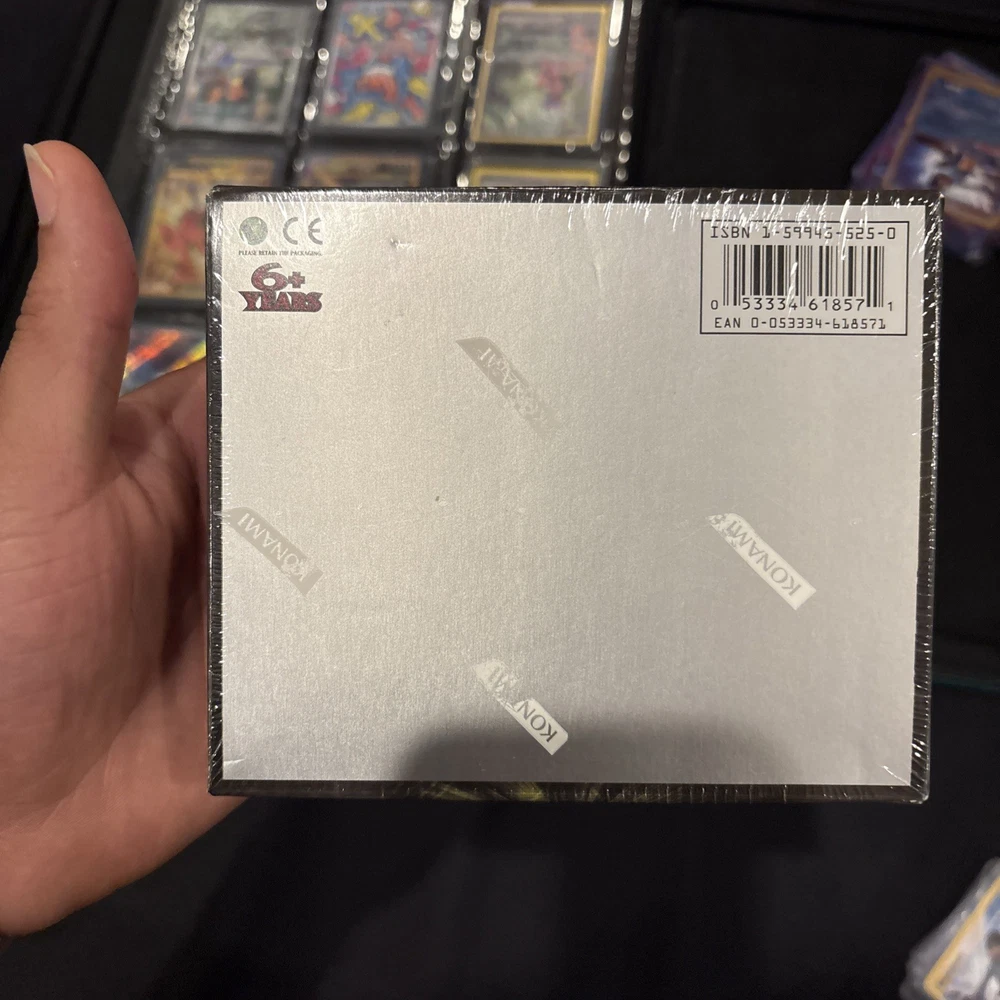 CE
PLEASE RETAIN THE PACKAGING.
6+
YEARS
ISBN 1-59943-525-0
0 53334 61857 1
EAN 0-053334-618571
KONAMI
KONAMI
KONAMI
KONAMI